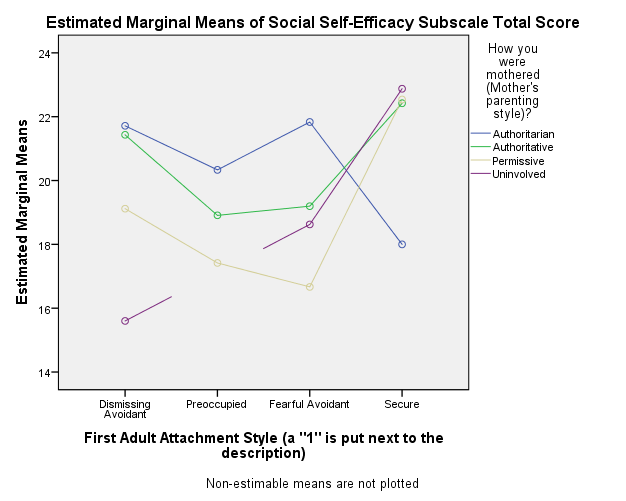 Estimated Marginal Means of Social Self-Efficacy Subscale Total Score
How you
were
mothered
(Mother's
parenting
style)?
Authoritarian
Authoritative
Permissive
Uninvolved
Estimated Marginal Means
24
22
20
18
16
14
Dismissing
Avoidant
Preoccupied
Fearful Avoidant
Secure
First Adult Attachment Style (a "1" is put next to the
description)
Non-estimable means are not plotted